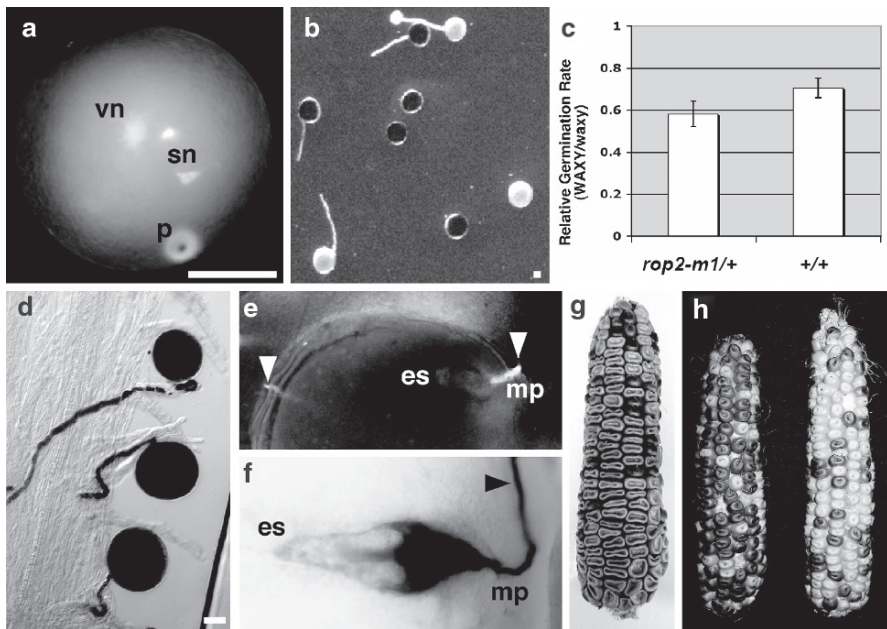 a
vn
sn
p
b
c
Relative Germination Rate
(WAXY/waxy)
1
0.8
0.6
0.4
0.2
0
rop2-m1/+
+/+
d
e
es
mp
f
es
mp
g
h